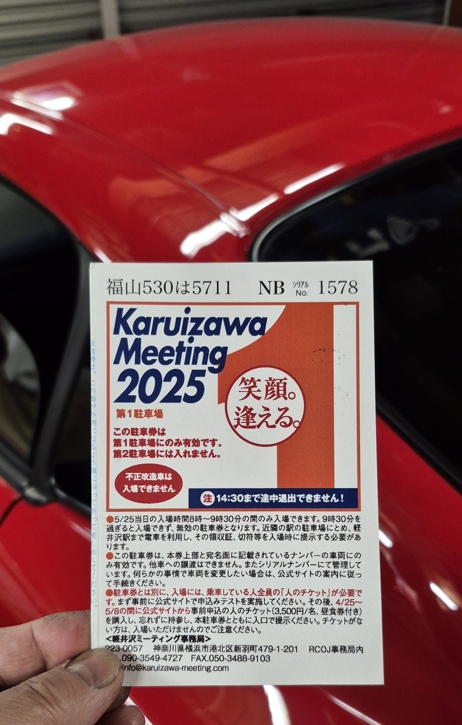 福山530は5711 NB シリアルNo. 1578
Karuizawa
Meeting
2025
第1駐車場
笑顔。
逢える。
この駐車券は
第1駐車場にのみ有効です。
第2駐車場には入れません。
不正改造車は
入場できません
注 14:30まで途中退出できません！
●5/25当日の入場時間8時〜9時30分の間のみ入場できます。9時30分を
過ぎると入場できず、無効の駐車券となります。近隣の駅の駐車場にとめ、軽
井沢駅まで電車を利用し、その領収証、切符等を入場時に提示する必要があ
ります。
●この駐車券は、本券上部と宛名面に記載されているナンバーの車両にの
み有効です。他車への譲渡はできません。またシリアルナンバーにて管理して
います。何らかの事情で車両を変更したい場合は、公式サイトの案内に従っ
て手続きください。
●駐車券とは別に、入場には、乗車している人全員の「人のチケット」が必要で
す。まず事前に公式サイトで申込みテストを実施してください。その後、4/25〜
5/8の間に公式サイトから事前申込の人のチケット(3,500円/名、昼食券付き)
を購入し、忘れずに持参し、本駐車券とともに入口で提示ください。チケットがな
い方は、入場いただけませんのでご注意ください。
<軽井沢ミーティング事務局>
223-0057 神奈川県横浜市港北区新羽町479-1-201 RCOJ事務局内
090-3549-4727 FAX.050-3488-9103
info@karuizawa-meeting.com